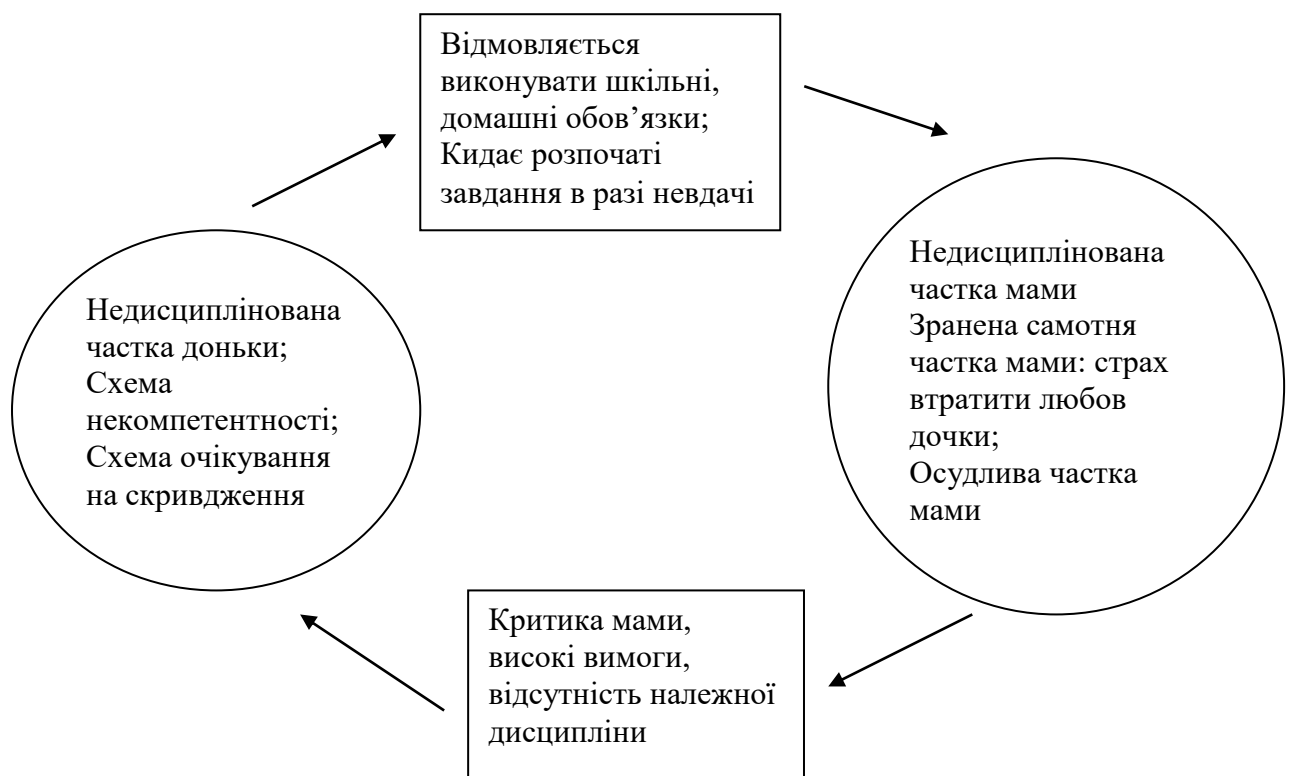 Відмовляється
виконувати шкільні,
домашні обов’язки;
Кидає розпочаті
завдання в разі невдачі
Недисциплінована
частка мами
Зранена самотня
частка мами: страх
втратити любов
дочки;
Осудлива частка
мами
Критика мами,
високі вимоги,
відсутність належної
дисципліни
Недисциплінована
частка доньки;
Схема
некомпетентності;
Схема очікування
на скривдження